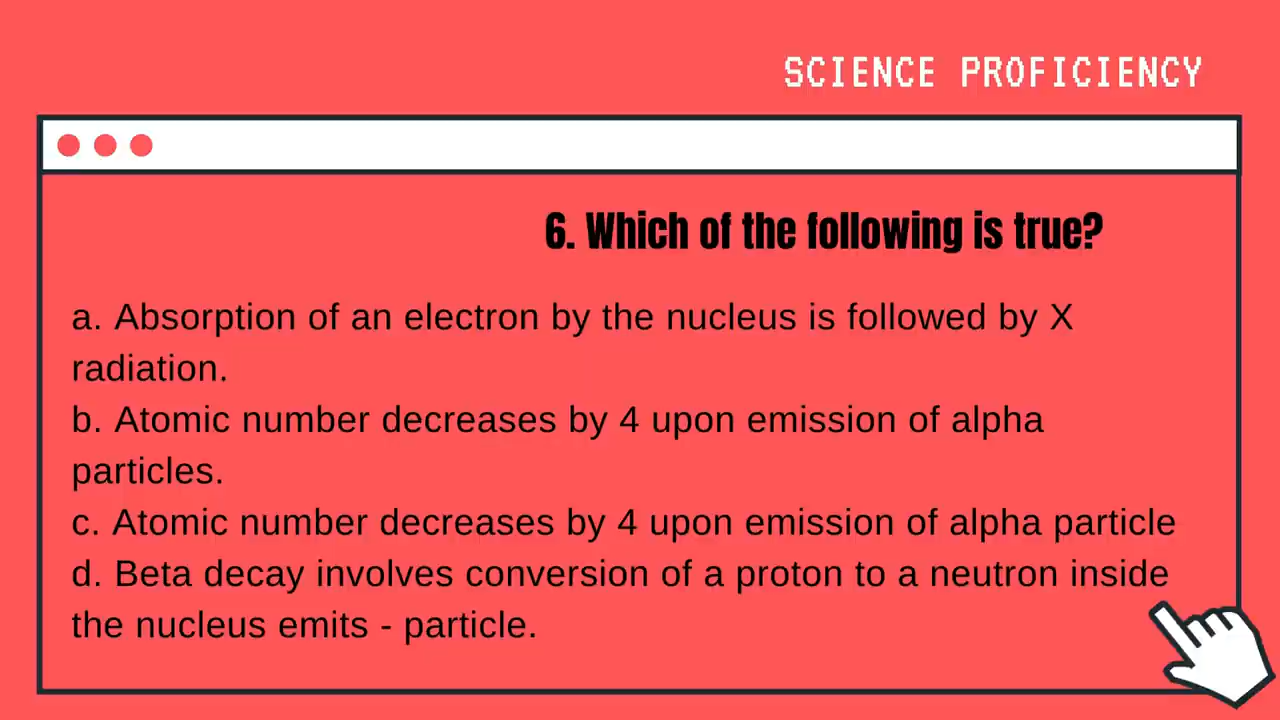 SCIENCE PROFICIENCY
6. Which of the following is true?
a. Absorption of an electron by the nucleus is followed by X
radiation.
b. Atomic number decreases by 4 upon emission of alpha
particles.
c. Atomic number decreases by 4 upon emission of alpha particle
d. Beta decay involves conversion of a proton to a neutron inside
the nucleus emits - particle.